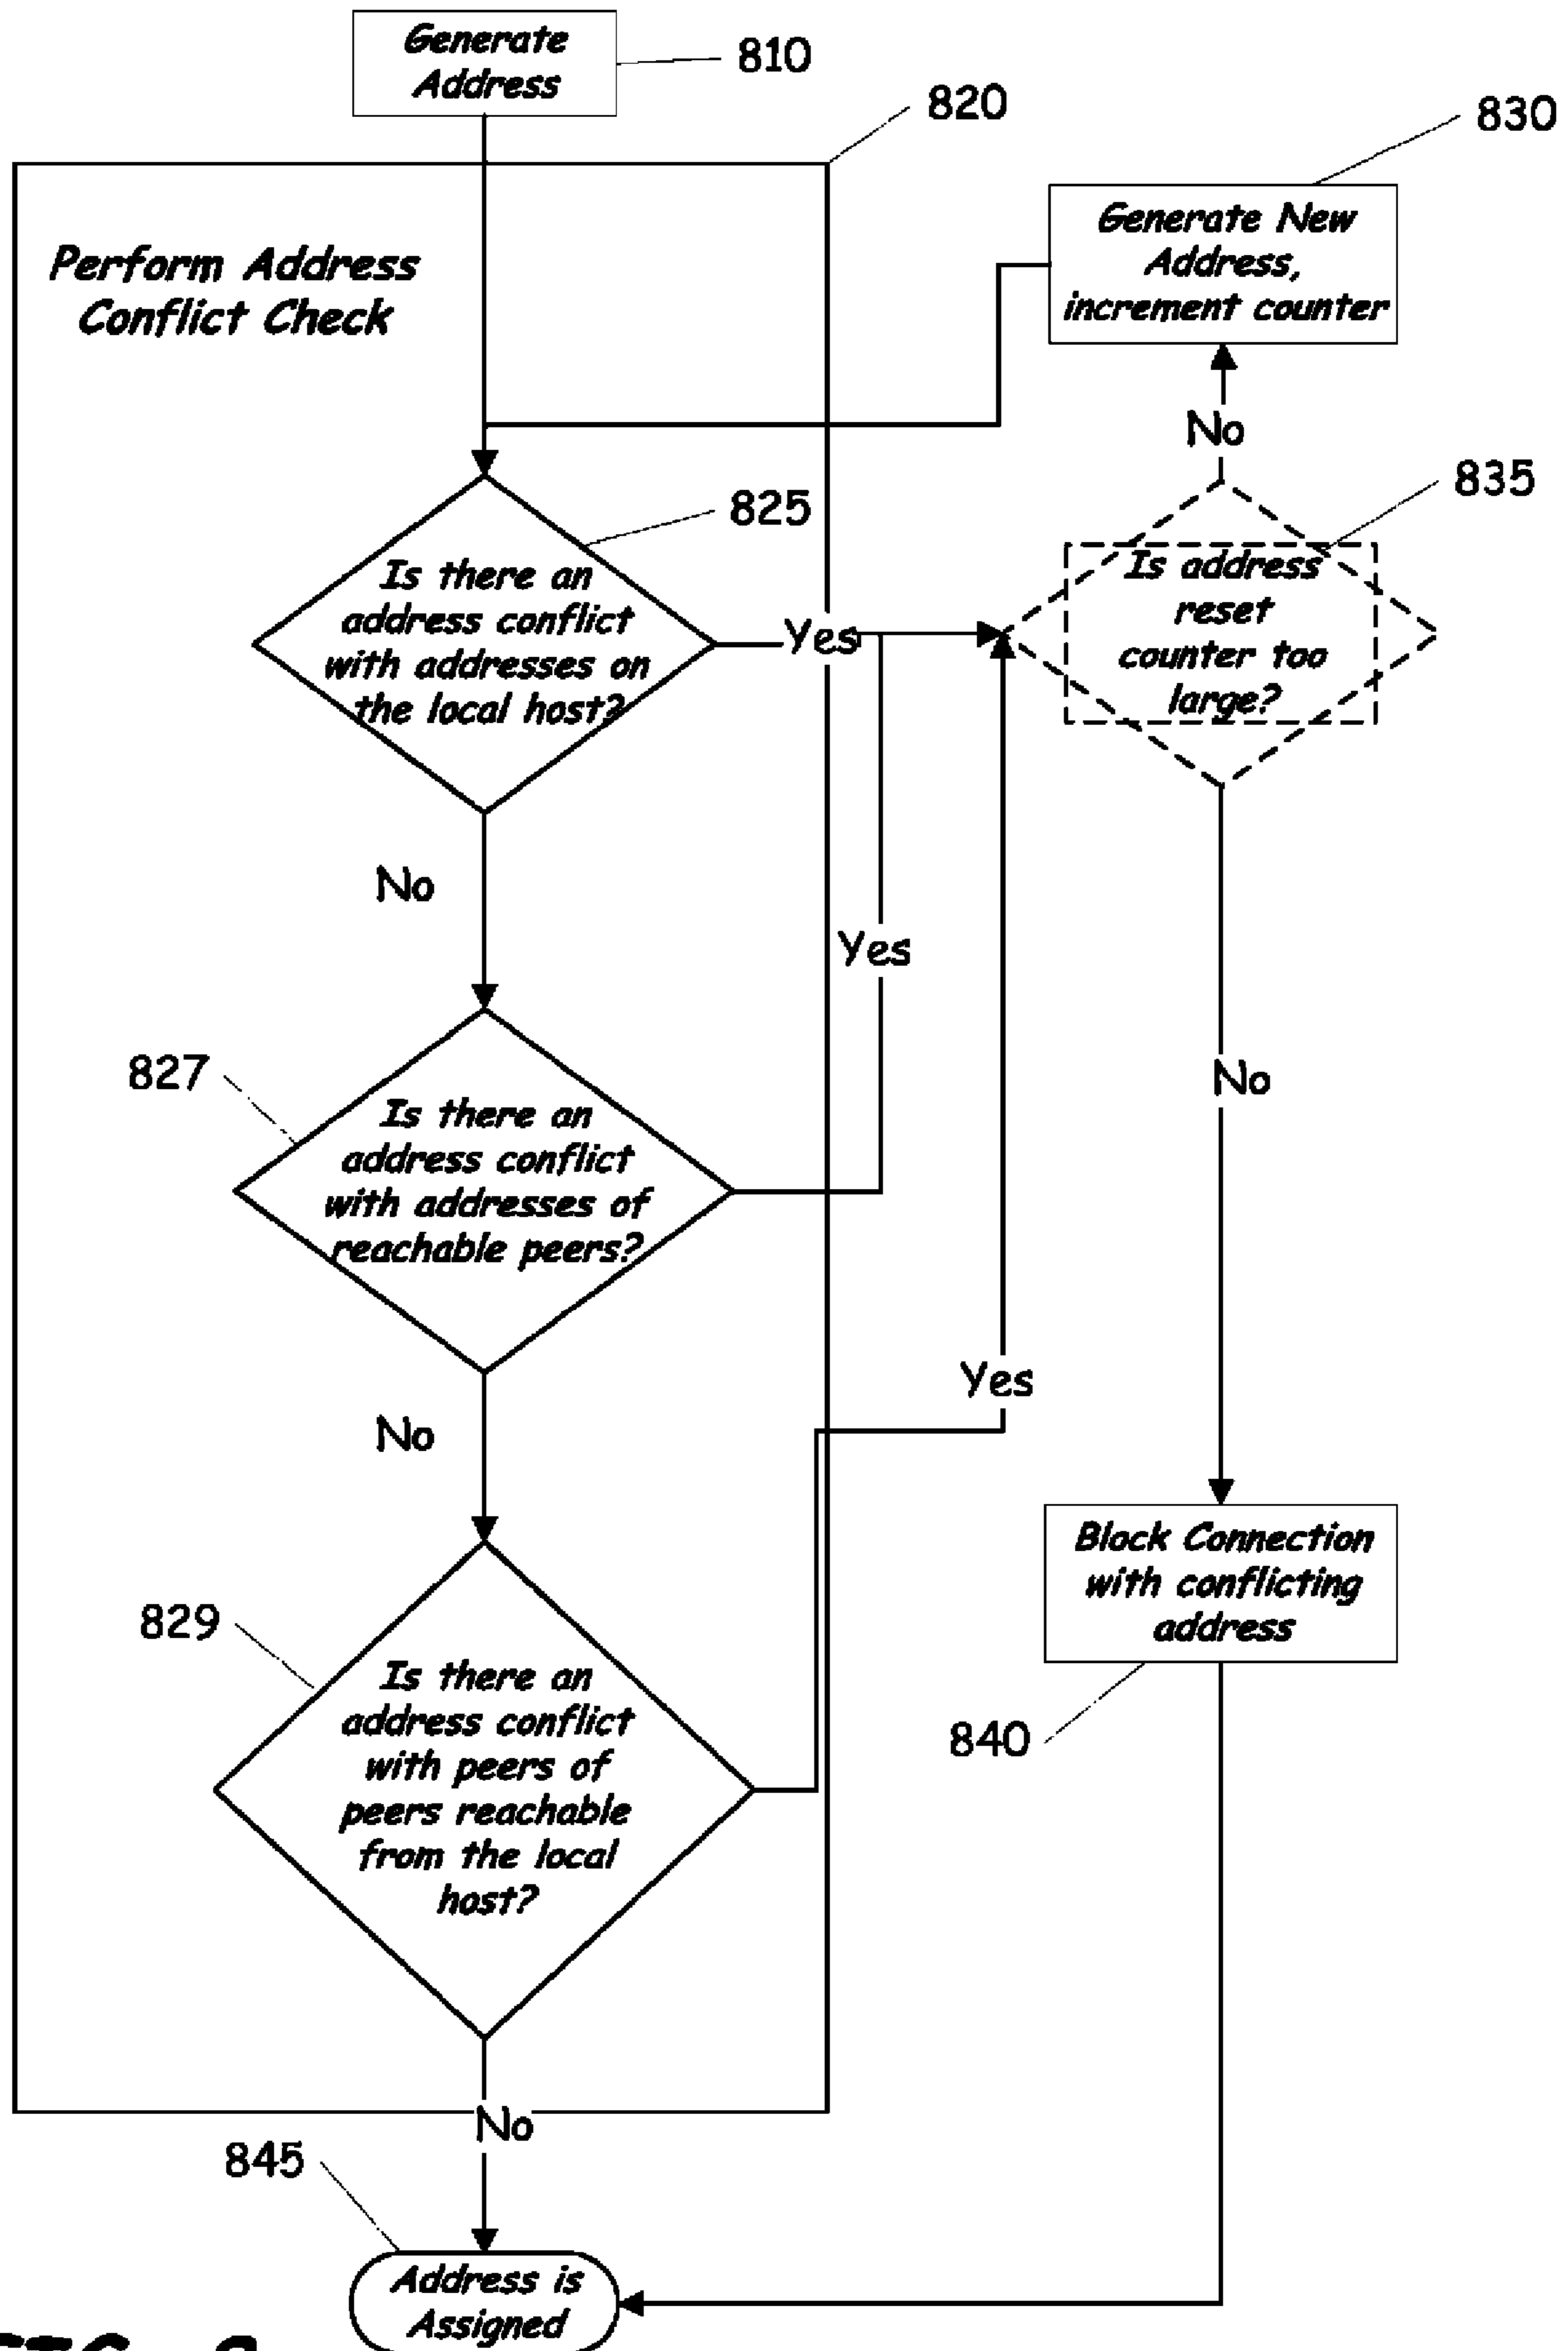 Generate
Address
810
820
830
Perform Address
Conflict Check
Generate New
Address,
increment counter
No
835
825
Is there an
address conflict
with addresses on
the local host?
Yes
Is address
reset
counter too
large?
No
Yes
827
Is there an
address conflict
with addresses of
reachable peers?
No
No
Yes
829
Is there an
address conflict
with peers of
peers reachable
from the local
host?
Block Connection
with conflicting
address
840
No
845
Address is
Assigned